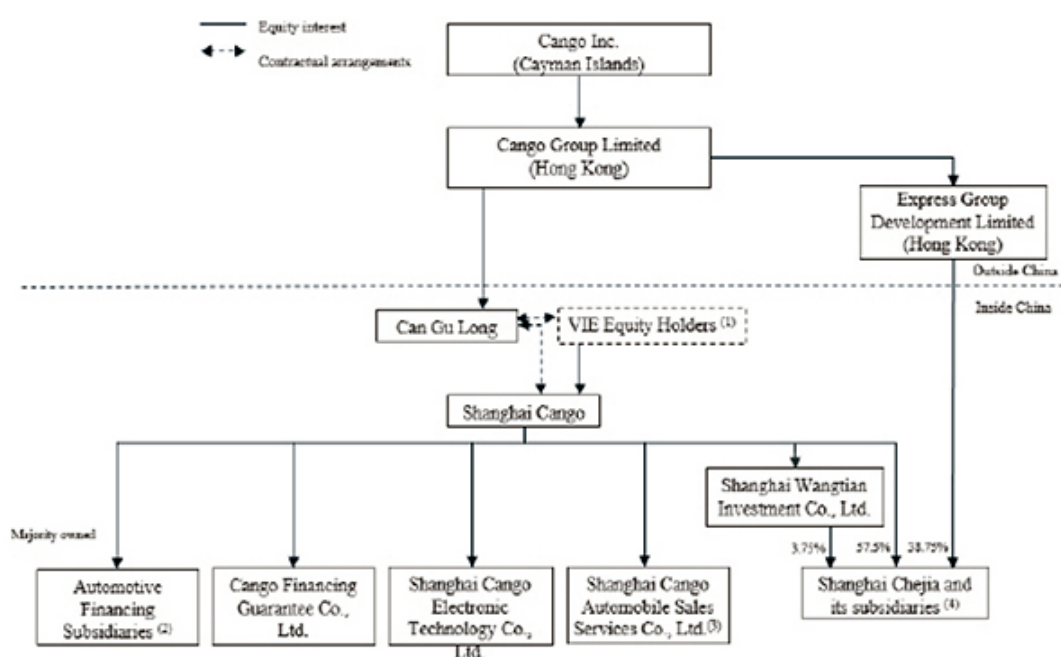 Equity interest
Contractual arrangements
Cango Inc.
(Cayman Islands)
Cango Group Limited
(Hong Kong)
Express Group
Development Limited
(Hong Kong)
Outside China
Inside China
Can Gu Long
VIE Equity Holders (1)
Shanghai Cango
Shanghai Wangtian
Investment Co., Ltd.
Majority owned
3.75%
57.5%
38.75%
Automotive
Financing
Subsidiaries (2)
Cango Financing
Guarantee Co.,
Ltd.
Shanghai Cango
Electronic
Technology Co.,
Ltd.
Shanghai Cango
Automobile Sales
Services Co., Ltd.(3)
Shanghai Chejia and
its subsidiaries (4)